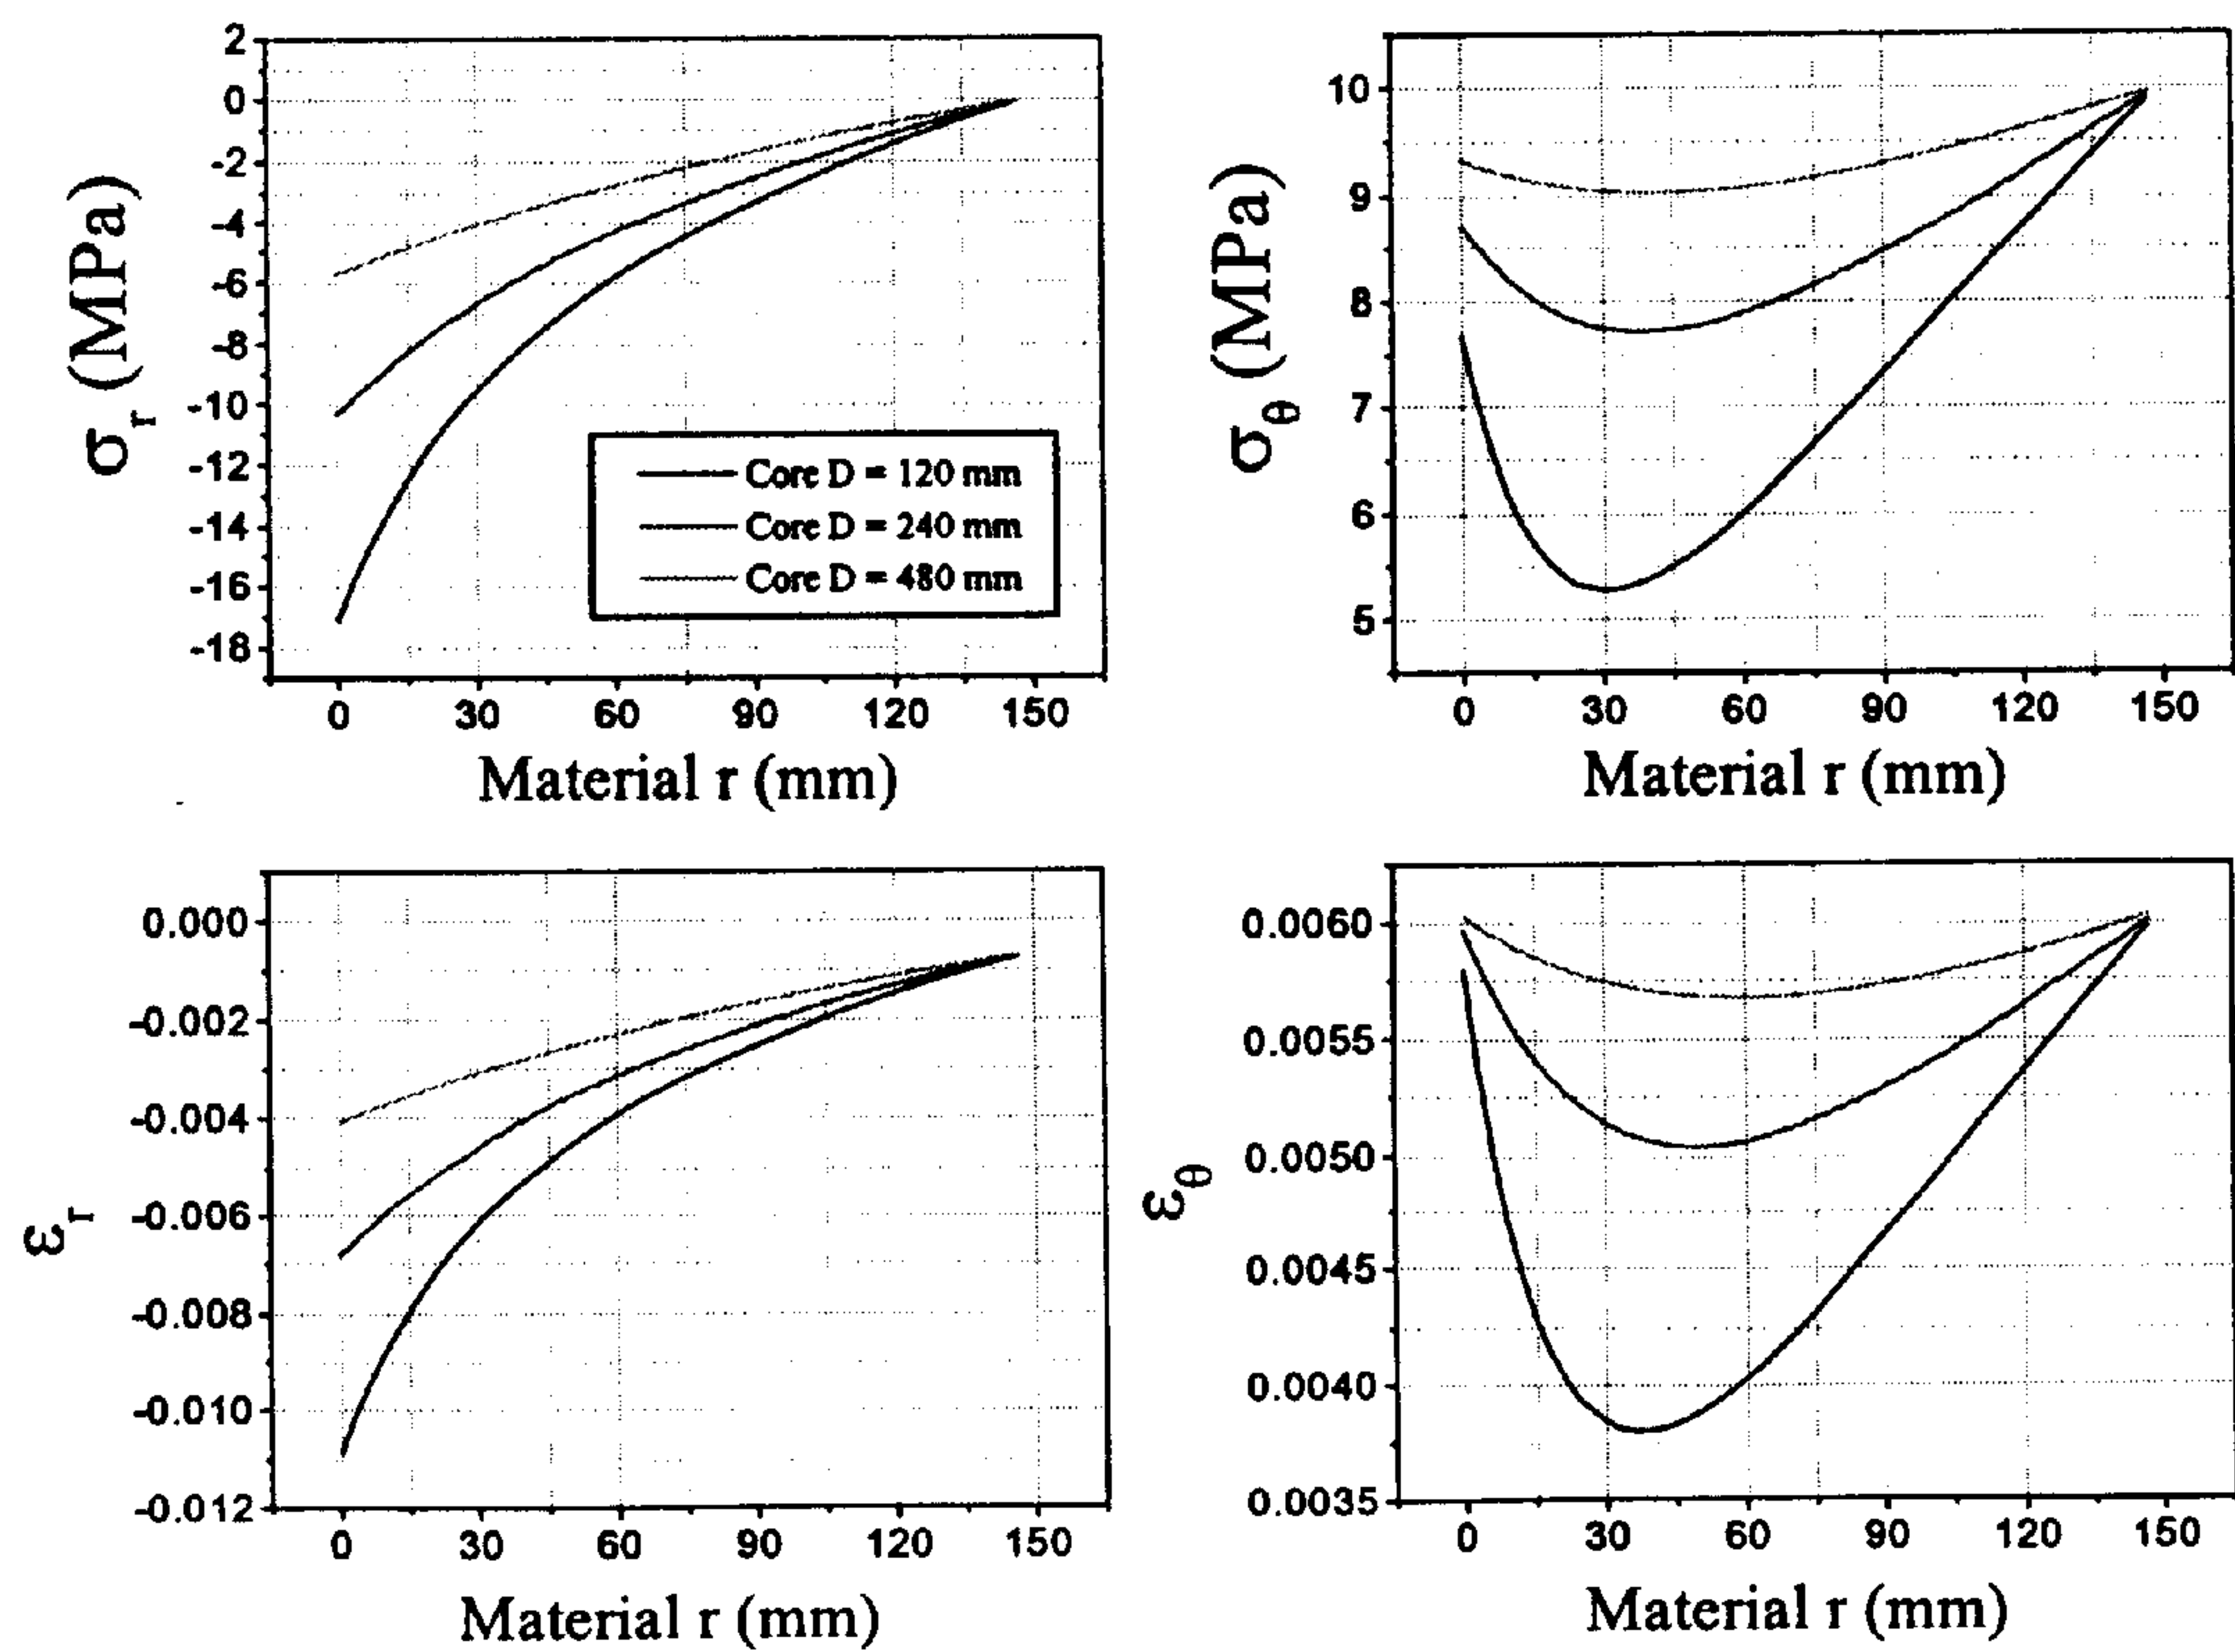 2
0
-2
-4
-6
-8
-10
-12
-14
-16
-18
σr (MPa)
Core D = 120 mm
Core D = 240 mm
Core D = 480 mm
0 30 60 90 120 150
Material r (mm)
10
9
8
7
6
5
σθ (MPa)
0 30 60 90 120 150
Material r (mm)
0.000
-0.002
-0.004
-0.006
-0.008
-0.010
-0.012
εr
0 30 60 90 120 150
Material r (mm)
0.0060
0.0055
0.0050
0.0045
0.0040
0.0035
εθ
0 30 60 90 120 150
Material r (mm)